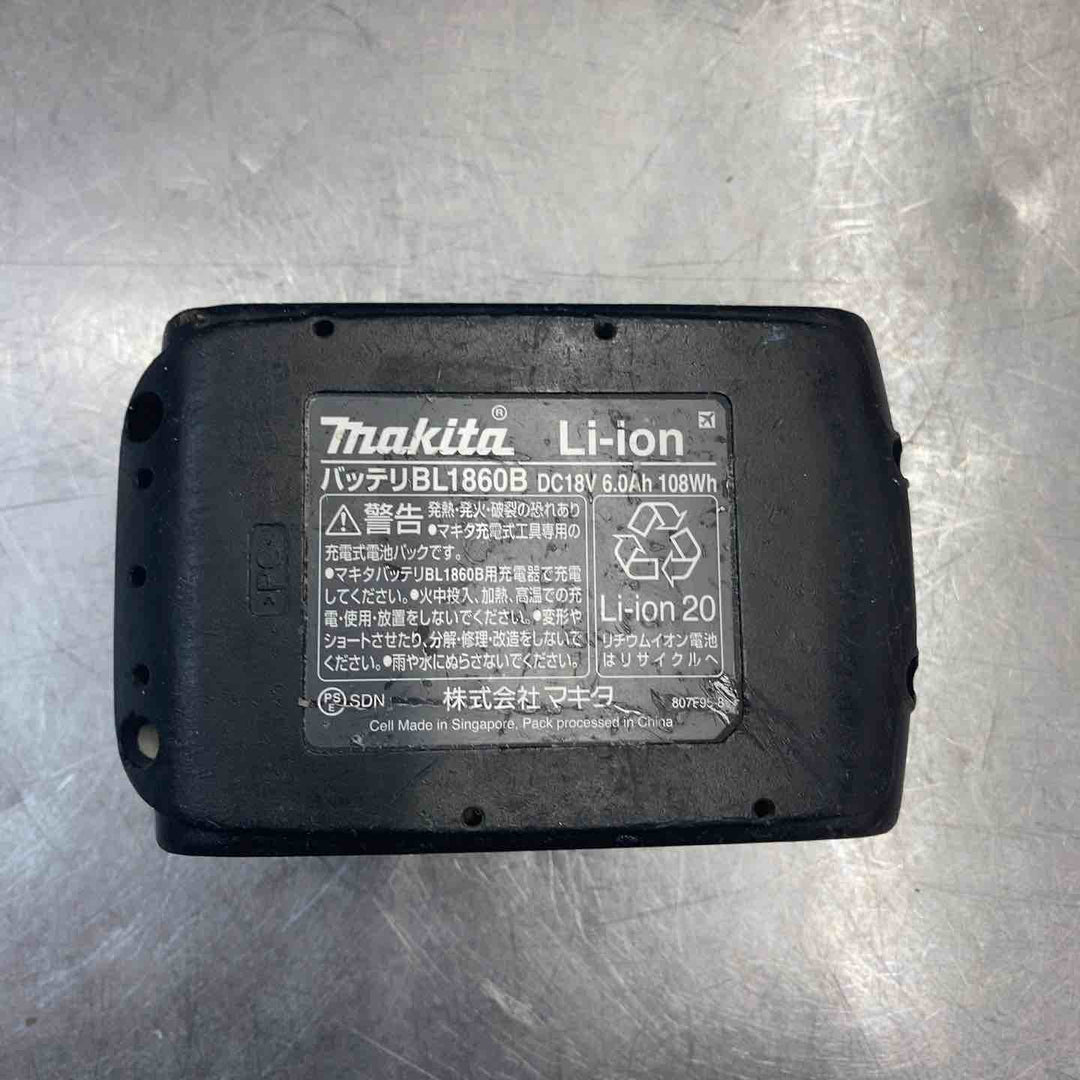 makita® Li-ion
バッテリBL1860B DC18V 6.0Ah 108Wh
警告 発熱・発火・破裂の恐れあり
●マキタ充電式工具専用の
充電式電池パックです。
●マキタバッテリBL1860B用充電器で充電
してください。●火中投入、加熱、高温での充
電・使用・放置をしないでください。●変形や
ショートさせたり、分解・修理・改造をしないで
ください。●雨や水にぬらさないでください。
Li-ion 20
リチウムイオン電池
はリサイクルへ
PSE SDN 株式会社マキタ
Cell Made in Singapore, Pack processed in China
>PC<